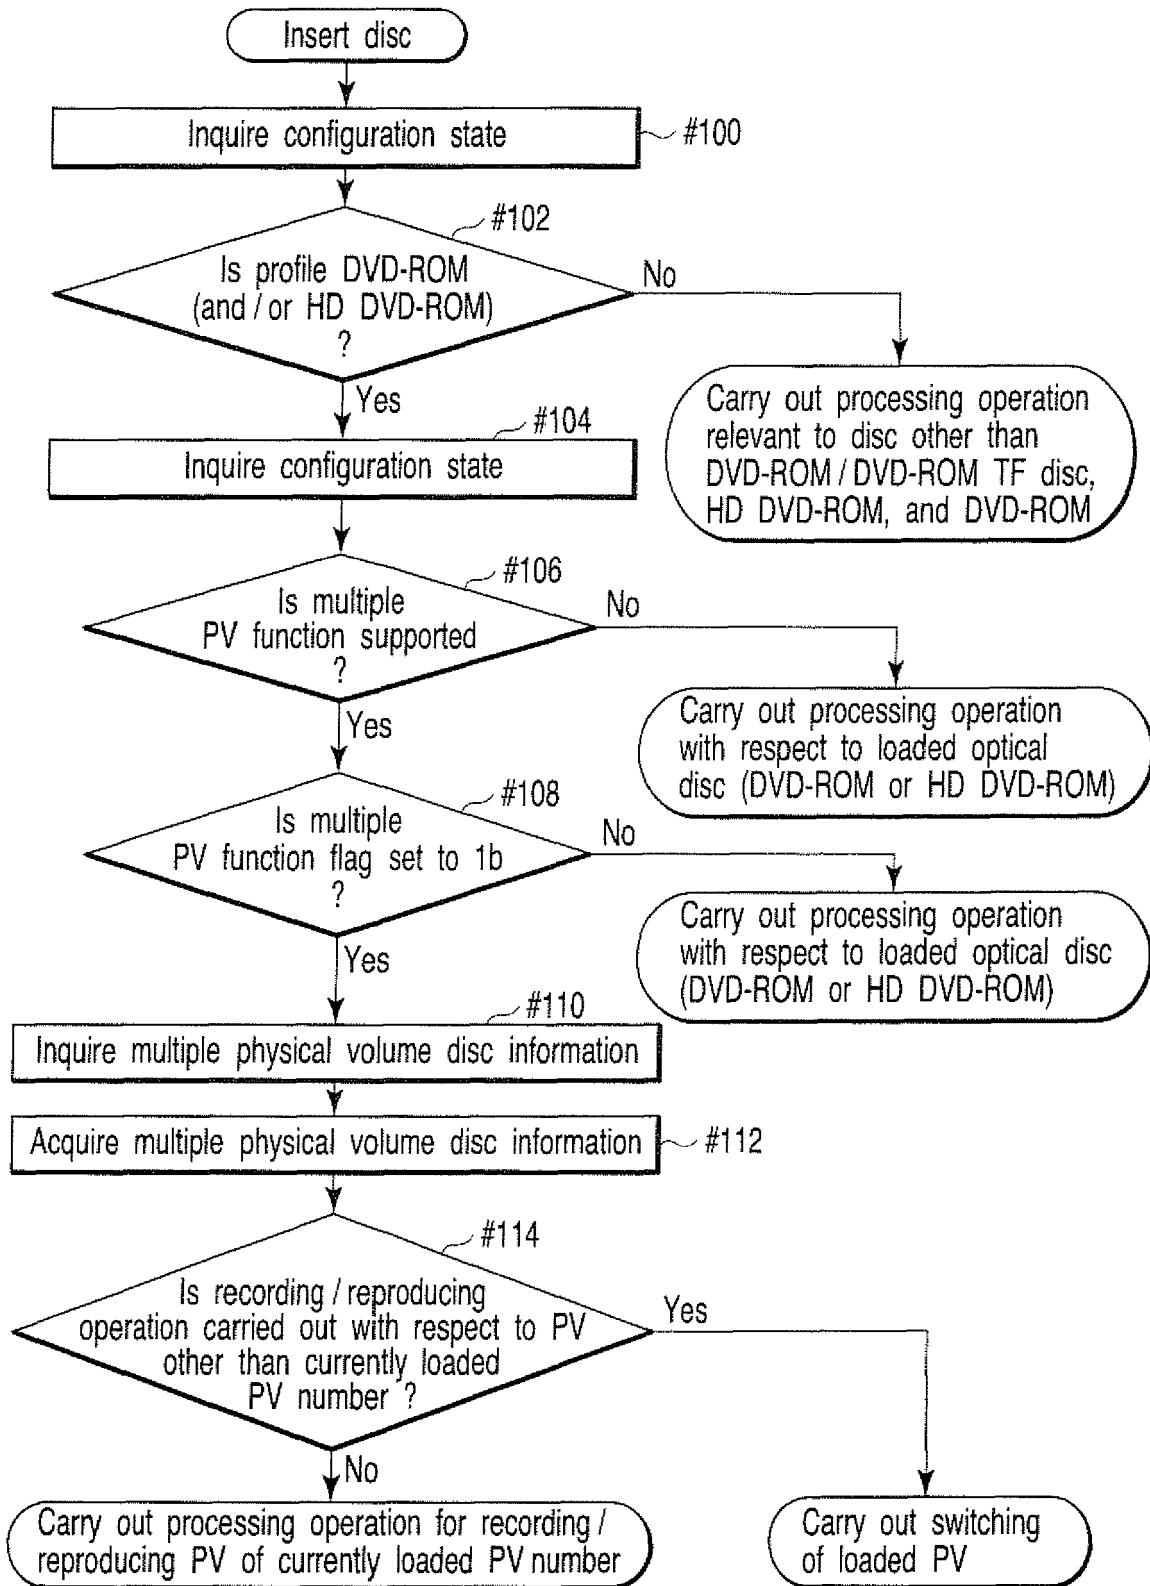 Insert disc
Inquire configuration state
#100
#102
Is profile DVD-ROM
(and / or HD DVD-ROM)
?
No
Yes
Carry out processing operation
relevant to disc other than
DVD-ROM / DVD-ROM TF disc,
HD DVD-ROM, and DVD-ROM
#104
Inquire configuration state
#106
Is multiple
PV function supported
?
No
Yes
Carry out processing operation
with respect to loaded optical
disc (DVD-ROM or HD DVD-ROM)
#108
Is multiple
PV function flag set to 1b
?
No
Yes
Carry out processing operation
with respect to loaded optical disc
(DVD-ROM or HD DVD-ROM)
#110
Inquire multiple physical volume disc information
Acquire multiple physical volume disc information
#112
#114
Is recording / reproducing
operation carried out with respect to PV
other than currently loaded
PV number ?
Yes
No
Carry out processing operation for recording /
reproducing PV of currently loaded PV number
Carry out switching
of loaded PV